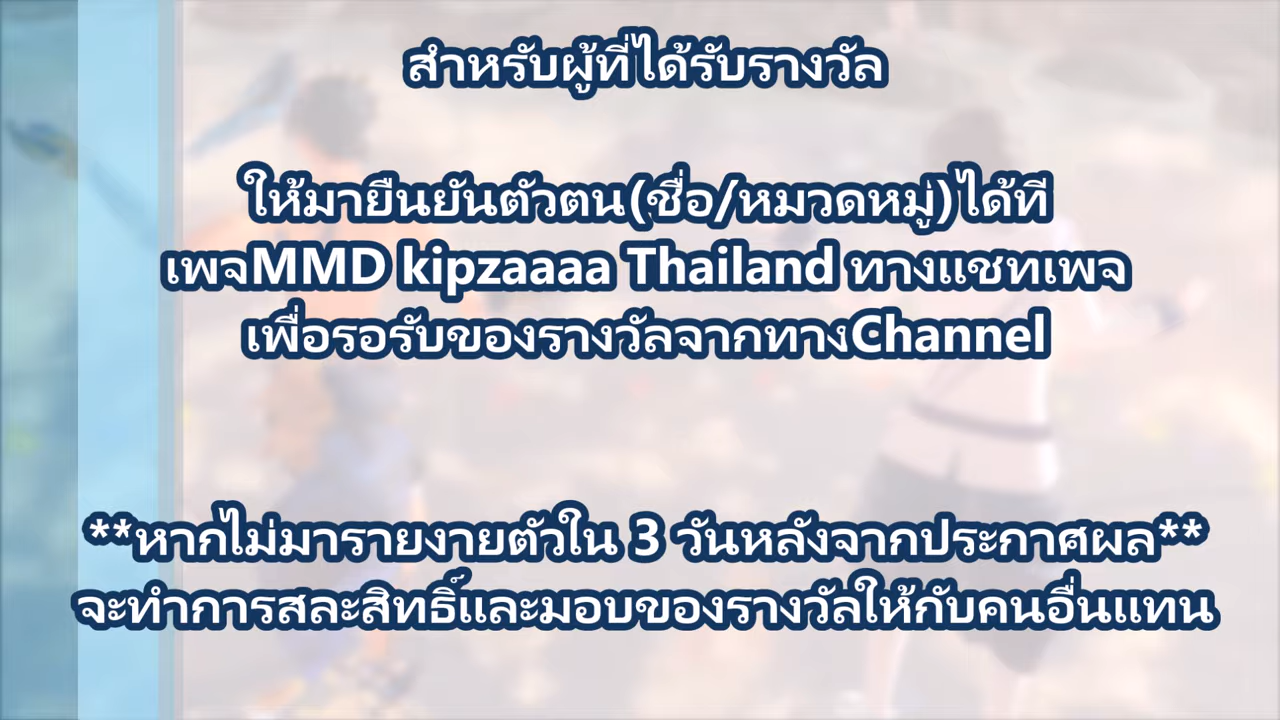 สำหรับผู้ที่ได้รับรางวัล
ให้มายืนยันตัวตน(ชื่อ/หมวดหมู่)ได้ที
เพจMMD kipzaaaa Thailand ทางแชทเพจ
เพื่อรอรับของรางวัลจากทางChannel
**หากไม่มารายงายตัวใน 3 วันหลังจากประกาศผล**
จะทำการสละสิทธิ์และมอบของรางวัลให้กับคนอื่นแทน